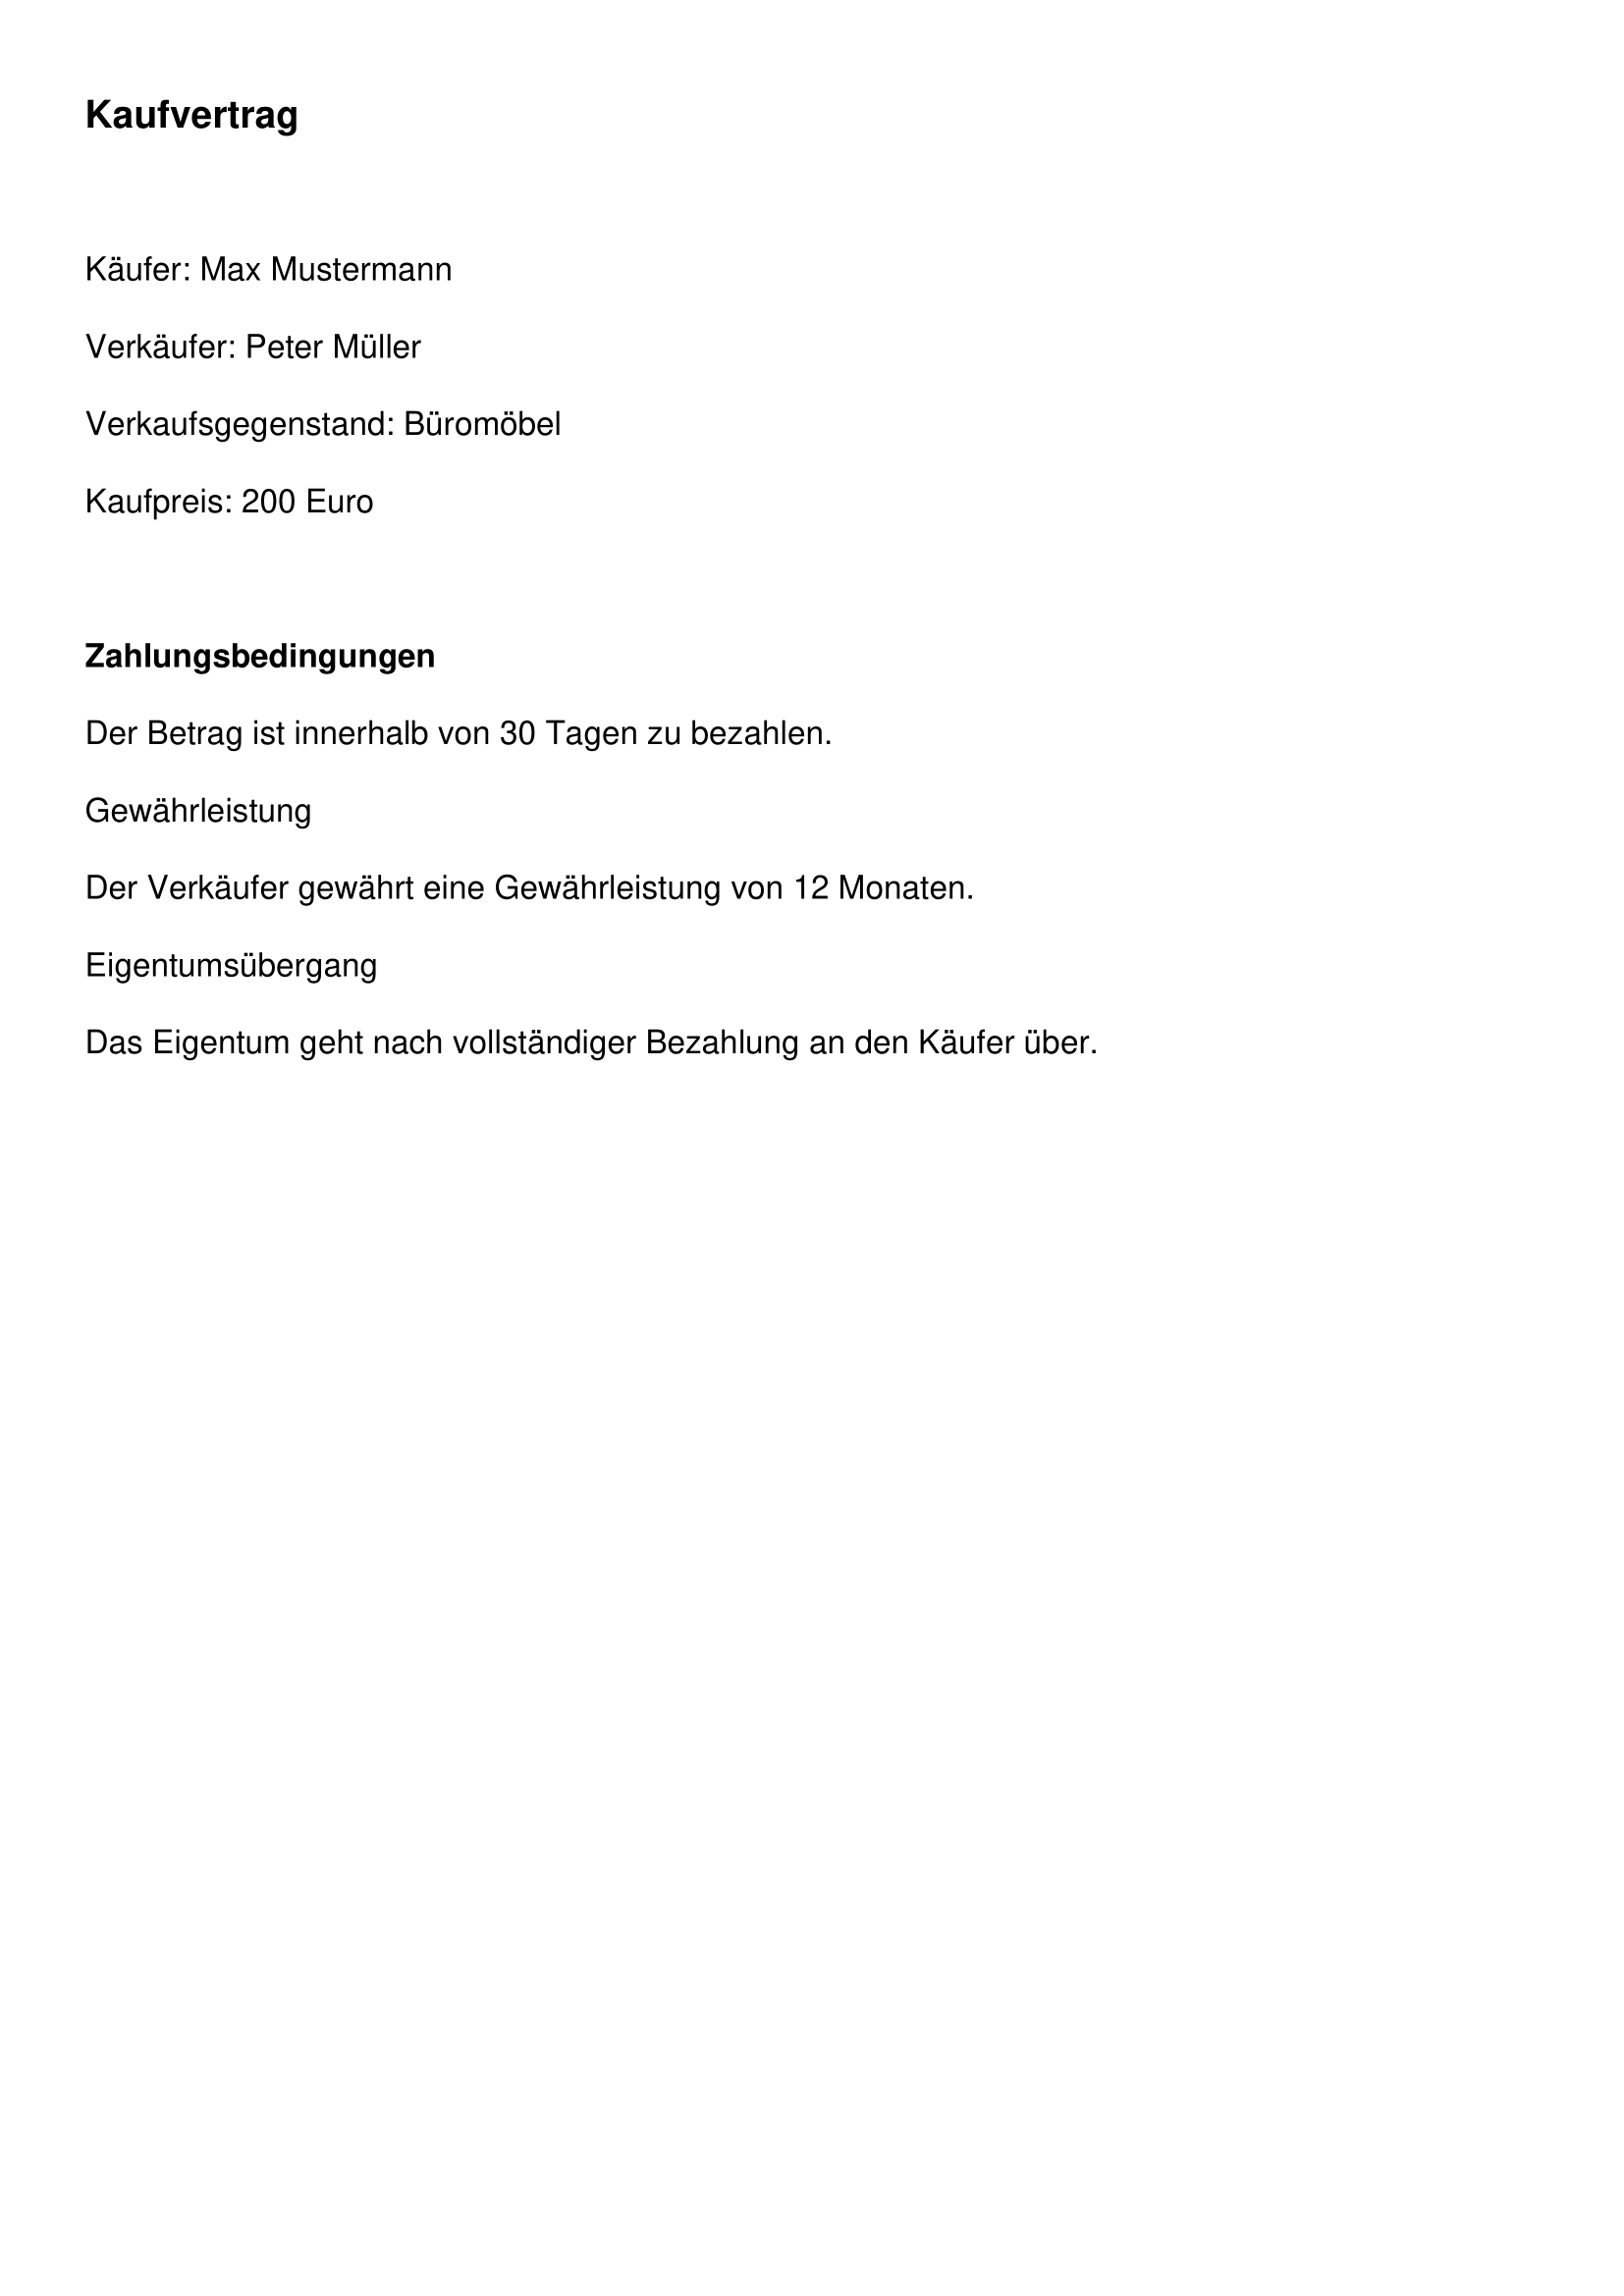 Kaufvertrag
Käufer: Max Mustermann
Verkäufer: Peter Müller
Verkaufsgegenstand: Büromöbel
Kaufpreis: 200 Euro
Zahlungsbedingungen
Der Betrag ist innerhalb von 30 Tagen zu bezahlen.
Gewährleistung
Der Verkäufer gewährt eine Gewährleistung von 12 Monaten.
Eigentumsübergang
Das Eigentum geht nach vollständiger Bezahlung an den Käufer über.